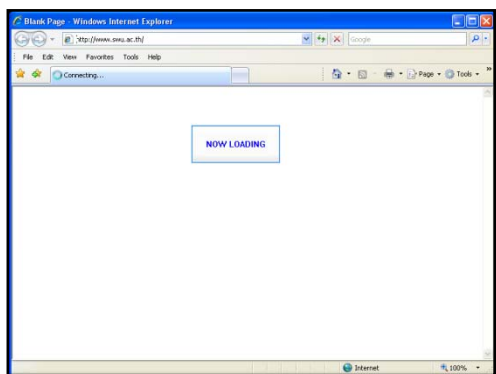 Blank Page - Windows Internet Explorer
http://www.swu.ac.th/
Google
File Edit View Favorites Tools Help
Connecting...
Page Tools
NOW LOADING
Internet 100%